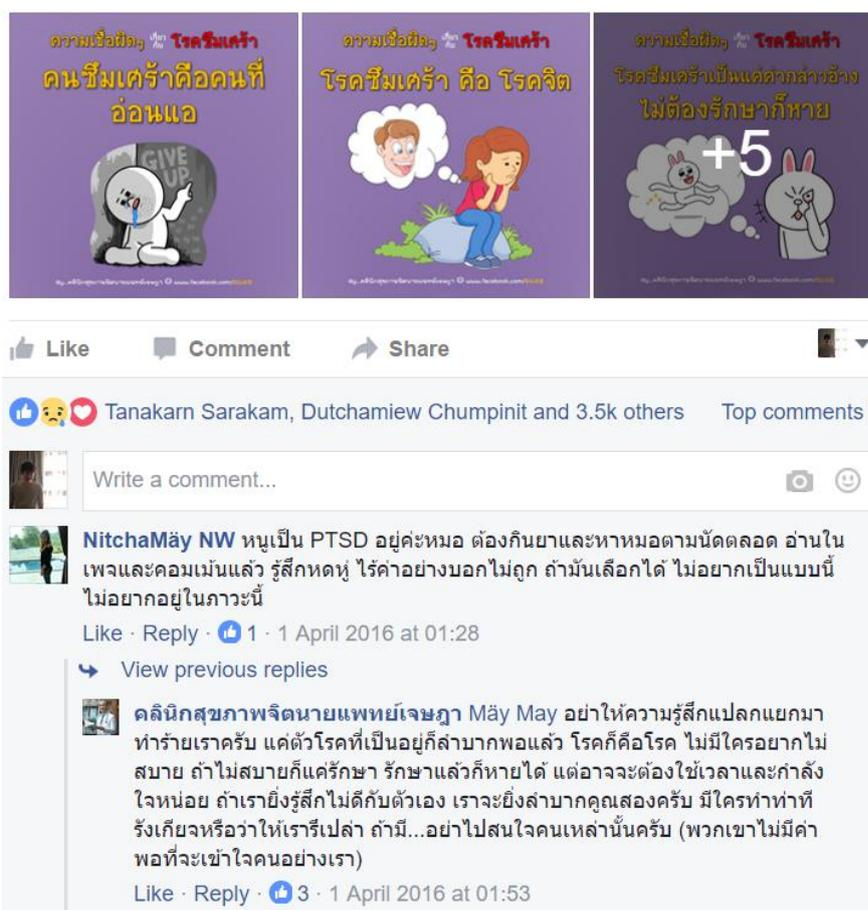 ความเชื่อผิดๆ เกี่ยวกับ โรคซึมเศร้า
คนซึมเศร้าคือคนที่
อ่อนแอ
GIVE
UP
ความเชื่อผิดๆ เกี่ยวกับ โรคซึมเศร้า
โรคซึมเศร้า คือ โรคจิต
ความเชื่อผิดๆ เกี่ยวกับ โรคซึมเศร้า
โรคซึมเศร้าเป็นแค่คำกล่าวอ้าง
ไม่ต้องรักษาก็หาย
+5
Like Comment Share
Tanakarn Sarakam, Dutchamiew Chumpinit and 3.5k others Top comments
Write a comment...
NitchaMäy NW หนูเป็น PTSD อยู่ค่ะหมอ ต้องกินยาและหาหมอตามนัดตลอด อ่านใน
เพจและคอมเม้นแล้ว รู้สึกหดหู่ ไร้ค่าอย่างบอกไม่ถูก ถ้ามันเลือกได้ ไม่อยากเป็นแบบนี้
ไม่อยากอยู่ในภาวะนี้
Like · Reply · 1 · 1 April 2016 at 01:28
View previous replies
คลินิกสุขภาพจิตนายแพทย์เจษฎา Mäy May อย่าให้ความรู้สึกแปลกแยกมา
ทำร้ายเราครับ แค่ตัวโรคที่เป็นอยู่ก็ลำบากพอแล้ว โรคก็คือโรค ไม่มีใครอยากไม่
สบาย ถ้าไม่สบายก็แค่รักษา รักษาแล้วก็หายได้ แต่อาจจะต้องใช้เวลาและกำลัง
ใจหน่อย ถ้าเรายิ่งรู้สึกไม่ดีกับตัวเอง เราจะยิ่งลำบากคูณสองครับ มีใครทำท่าที
รังเกียจหรือว่าให้เรารึเปล่า ถ้ามี...อย่าไปสนใจคนเหล่านั้นครับ (พวกเขาไม่มีค่า
พอที่จะเข้าใจคนอย่างเรา)
Like · Reply · 3 · 1 April 2016 at 01:53